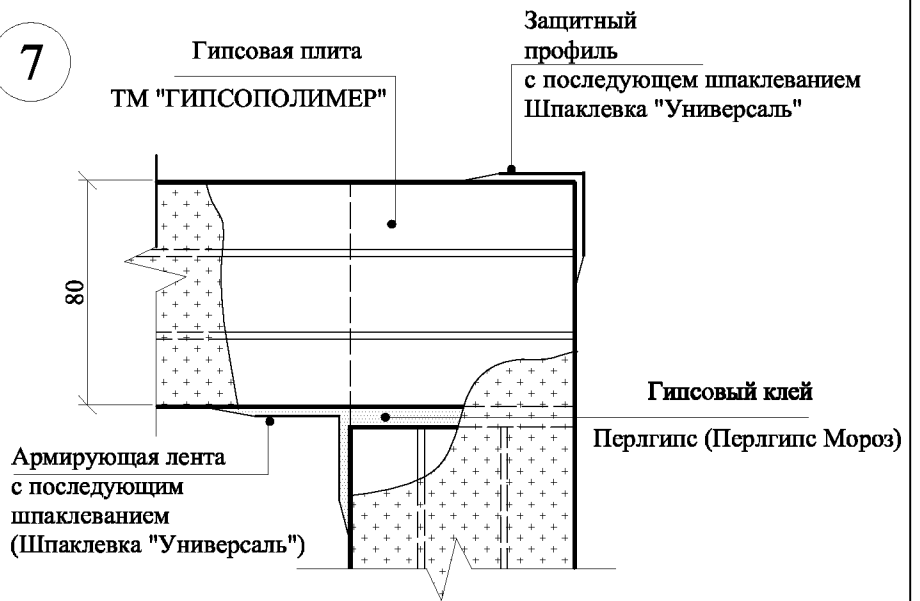 7
Гипсовая плита
ТМ "ГИПСОПОЛИМЕР"
Защитный
профиль
с последующем шпаклеванием
Шпаклевка "Универсаль"
80
Гипсовый клей
Перлгипс (Перлгипс Мороз)
Армирующая лента
с последующим
шпаклеванием
(Шпаклевка "Универсаль")